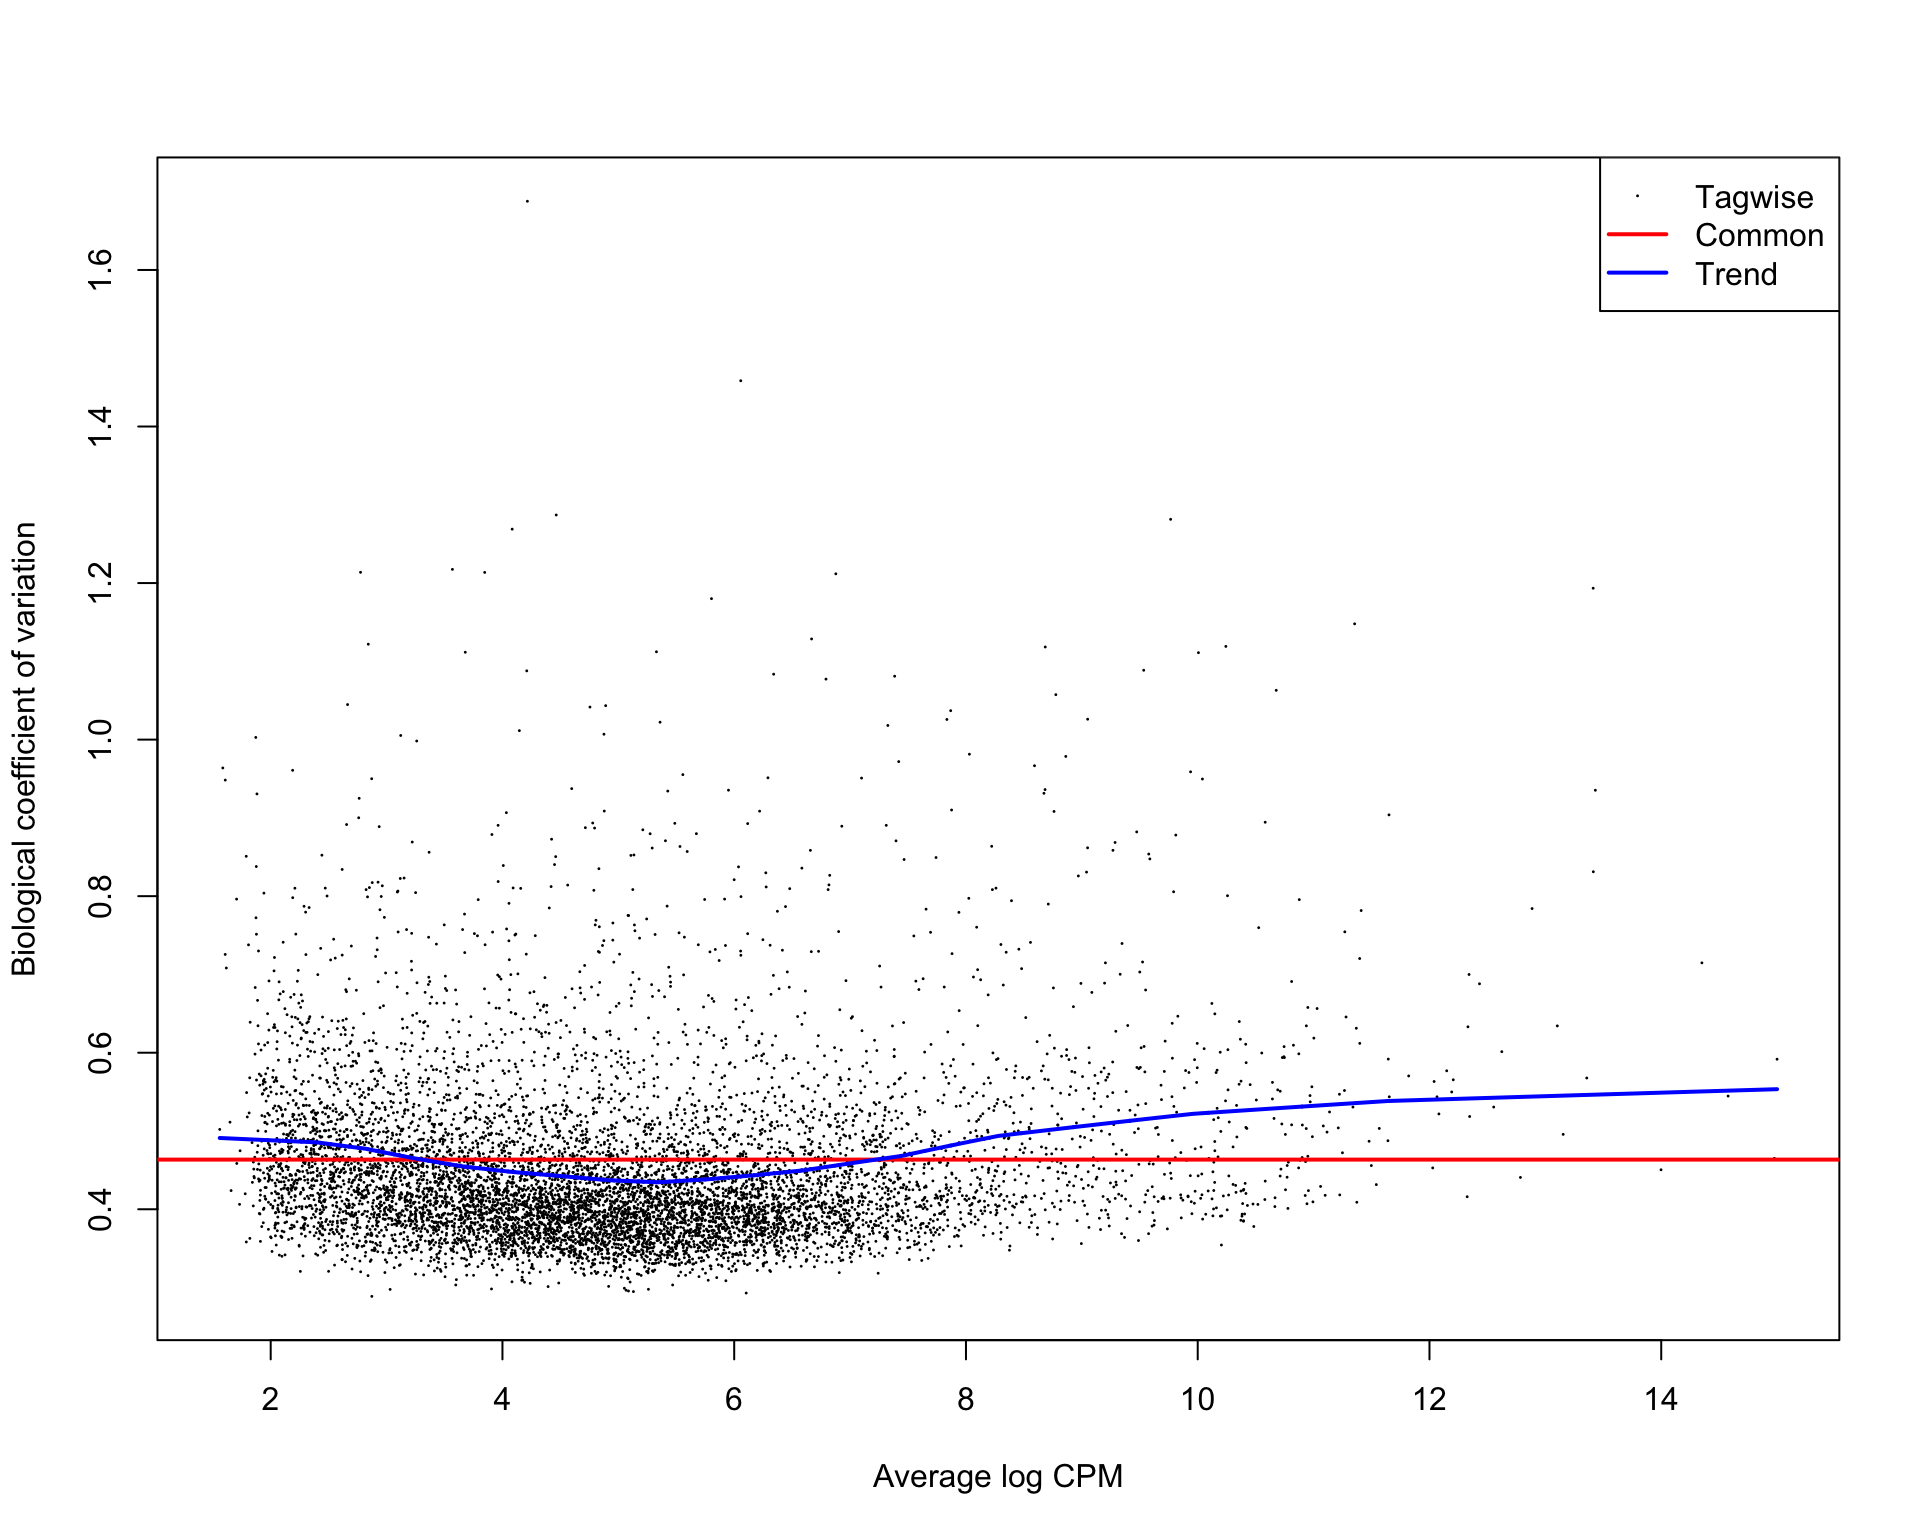 Tagwise
Common
Trend
1.6
1.4
1.2
1.0
0.8
0.6
0.4
Biological coefficient of variation
2 4 6 8 10 12 14
Average log CPM